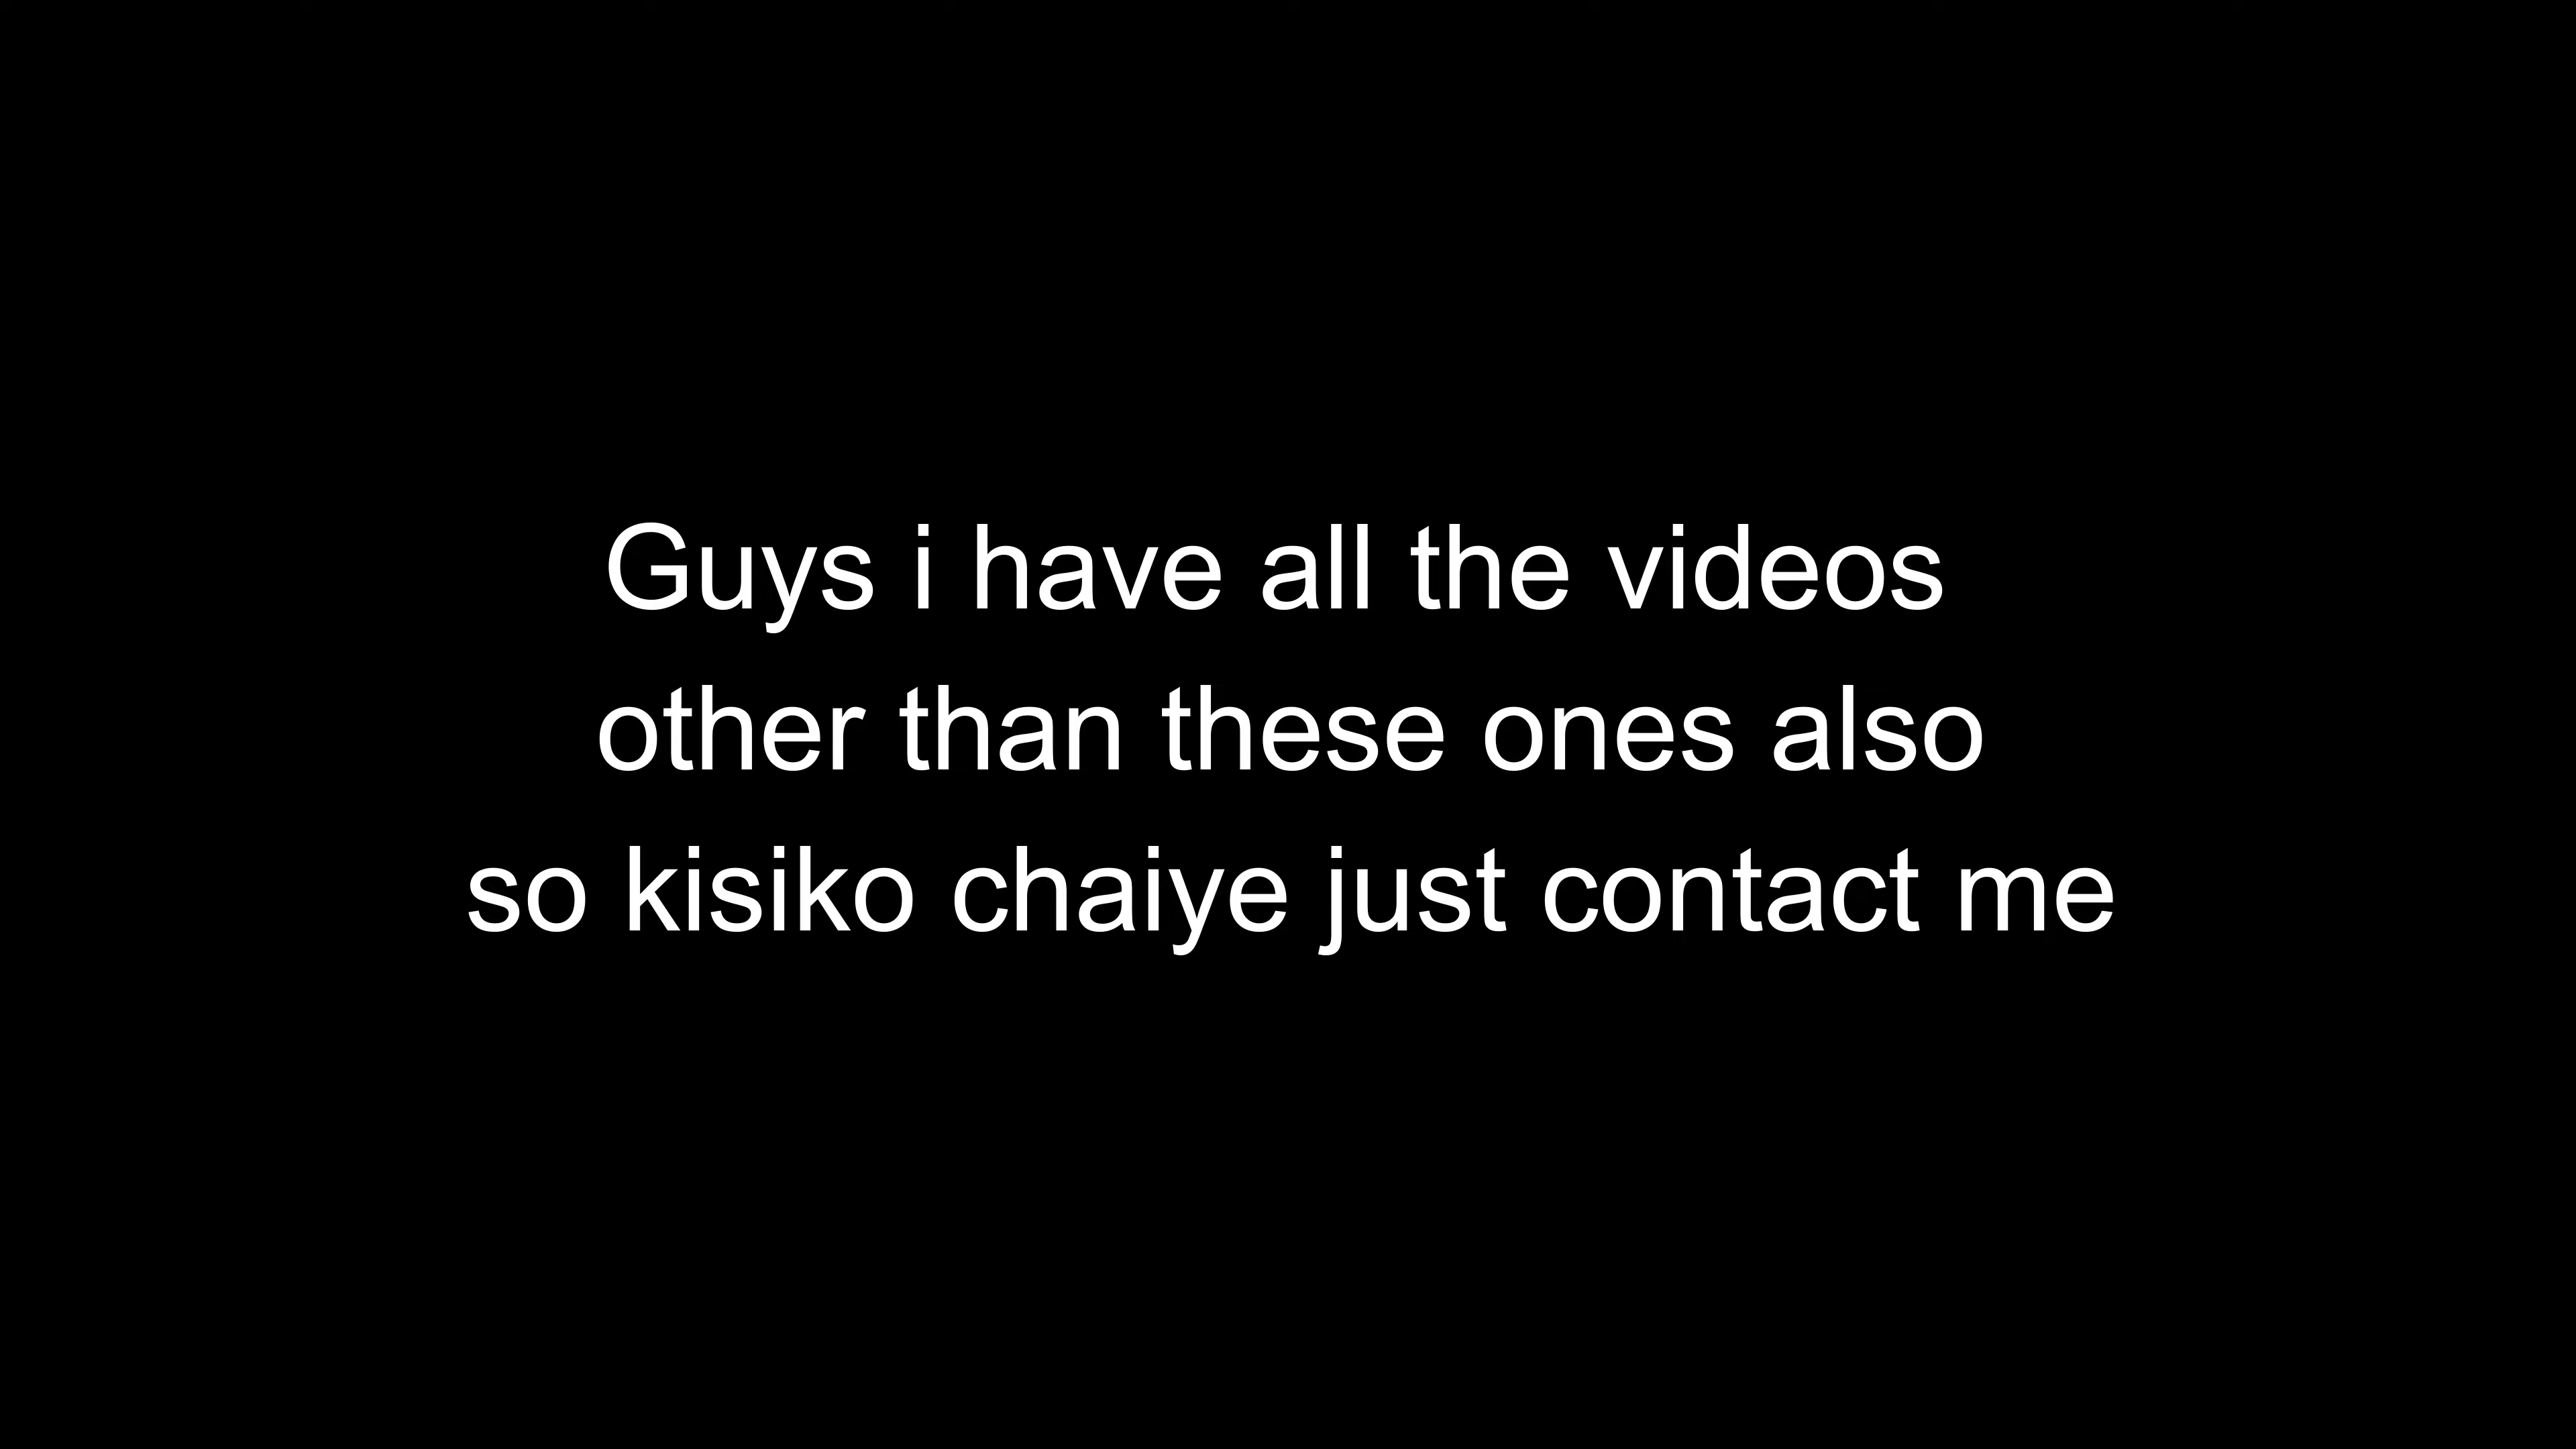 Guys i have all the videos
other than these ones also
so kisiko chaiye just contact me